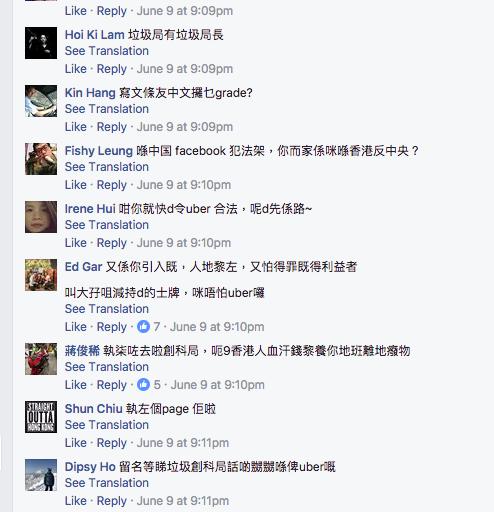 Like · Reply · June 9 at 9:09pm
Hoi Ki Lam 垃圾局有垃圾局長
See Translation
Like · Reply · June 9 at 9:09pm
Kin Hang 寫文條友中文攞乜grade?
See Translation
Like · Reply · June 9 at 9:09pm
Fishy Leung 喺中国 facebook 犯法架，你而家係咪喺香港反中央？
See Translation
Like · Reply · June 9 at 9:10pm
Irene Hui 咁你就快d令uber 合法，呢d先係路~
See Translation
Like · Reply · June 9 at 9:10pm
Ed Gar 又係你引入既，人地黎左，又怕得罪既得利益者
叫大孖咀減持d的士牌，咪唔怕uber囉
See Translation
Like · Reply · 7 · June 9 at 9:10pm
蔣俊稀 執柒咗去啦創科局，呃9香港人血汗錢黎養你地班離地癈物
See Translation
Like · Reply · 5 · June 9 at 9:10pm
STRAIGHT
OUTTA
HONG KONG
Shun Chiu 執左個page 佢啦
See Translation
Like · Reply · June 9 at 9:11pm
Dipsy Ho 留名等睇垃圾創科局話啲嬲嬲喺俾uber嘅
See Translation
Like · Reply · June 9 at 9:11pm